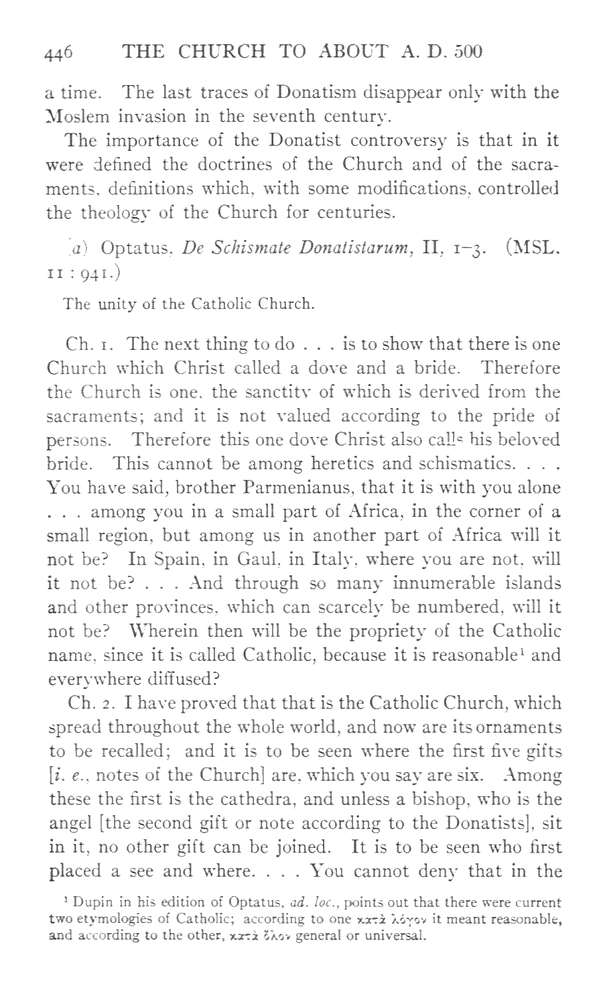 446 THE CHURCH TO ABOUT A. D. 500
a time. The last traces of Donatism disappear only with the
Moslem invasion in the seventh century.
The importance of the Donatist controversy is that in it
were defined the doctrines of the Church and of the sacra-
ments, definitions which, with some modifications, controlled
the theology of the Church for centuries.
(a) Optatus, De Schismate Donatistarum, II, 1–3. (MSL,
11 : 941.)
The unity of the Catholic Church.
Ch. 1. The next thing to do . . . is to show that there is one
Church which Christ called a dove and a bride. Therefore
the Church is one, the sanctity of which is derived from the
sacraments; and it is not valued according to the pride of
persons. Therefore this one dove Christ also calls his beloved
bride. This cannot be among heretics and schismatics. . . .
You have said, brother Parmenianus, that it is with you alone
. . . among you in a small part of Africa, in the corner of a
small region, but among us in another part of Africa will it
not be? In Spain, in Gaul, in Italy, where you are not, will
it not be? . . . And through so many innumerable islands
and other provinces, which can scarcely be numbered, will it
not be? Wherein then will be the propriety of the Catholic
name, since it is called Catholic, because it is reasonable¹ and
everywhere diffused?
Ch. 2. I have proved that that is the Catholic Church, which
spread throughout the whole world, and now are its ornaments
to be recalled; and it is to be seen where the first five gifts
[i. e., notes of the Church] are, which you say are six. Among
these the first is the cathedra, and unless a bishop, who is the
angel [the second gift or note according to the Donatists], sit
in it, no other gift can be joined. It is to be seen who first
placed a see and where. . . . You cannot deny that in the
¹ Dupin in his edition of Optatus, ad. loc., points out that there were current
two etymologies of Catholic; according to one κατὰ λόγον it meant reasonable,
and according to the other, κατὰ ὅλον general or universal.